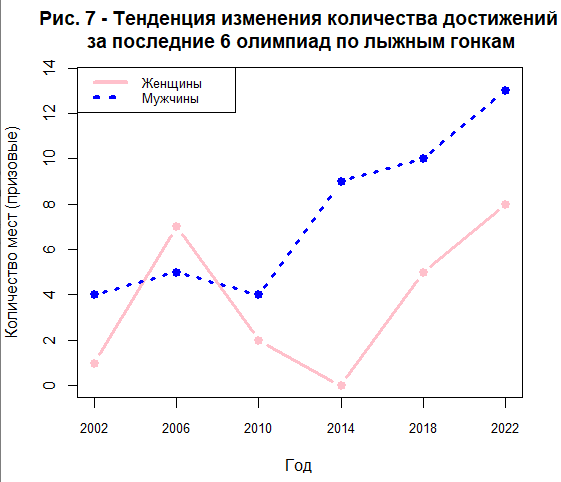 Рис. 7 - Тенденция изменения количества достижений
за последние 6 олимпиад по лыжным гонкам
Женщины
Мужчины
Количество мест (призовые)
14
12
10
8
6
4
2
0
2002 2006 2010 2014 2018 2022
Год